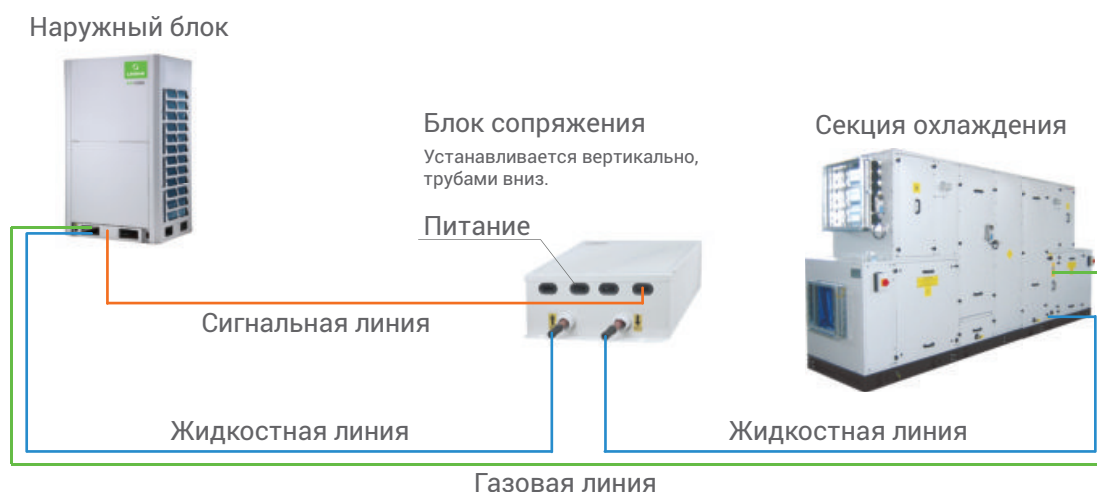 Наружный блок
Блок сопряжения
Устанавливается вертикально,
трубами вниз.
Секция охлаждения
Питание
Сигнальная линия
Жидкостная линия
Жидкостная линия
Газовая линия